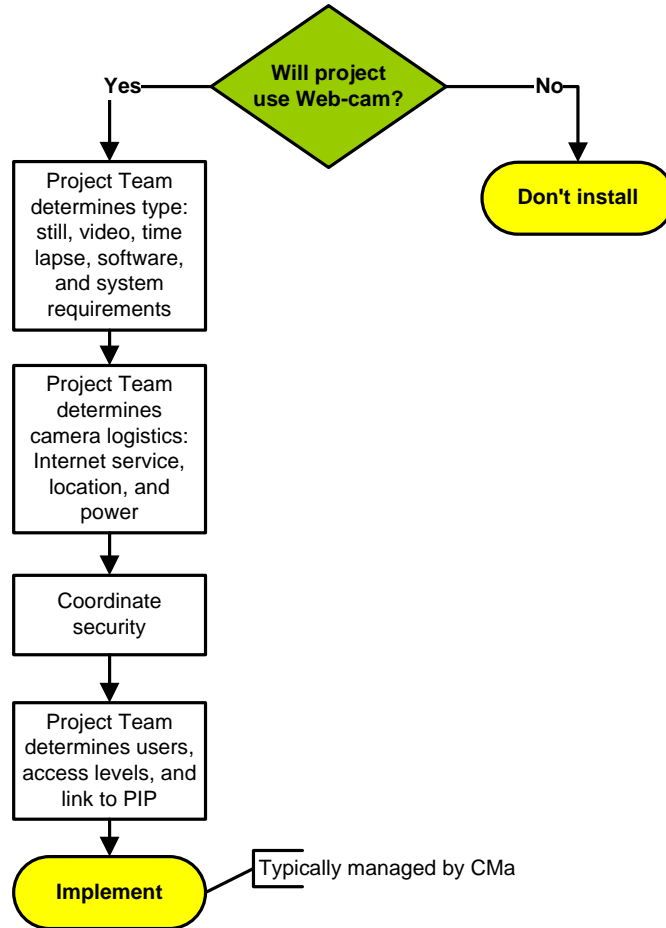 Will project
use Web-cam?
Yes
No
Project Team
determines type:
still, video, time
lapse, software,
and system
requirements
Don't install
Project Team
determines
camera logistics:
Internet service,
location, and
power
Coordinate
security
Project Team
determines users,
access levels, and
link to PIP
Implement
Typically managed by CMa